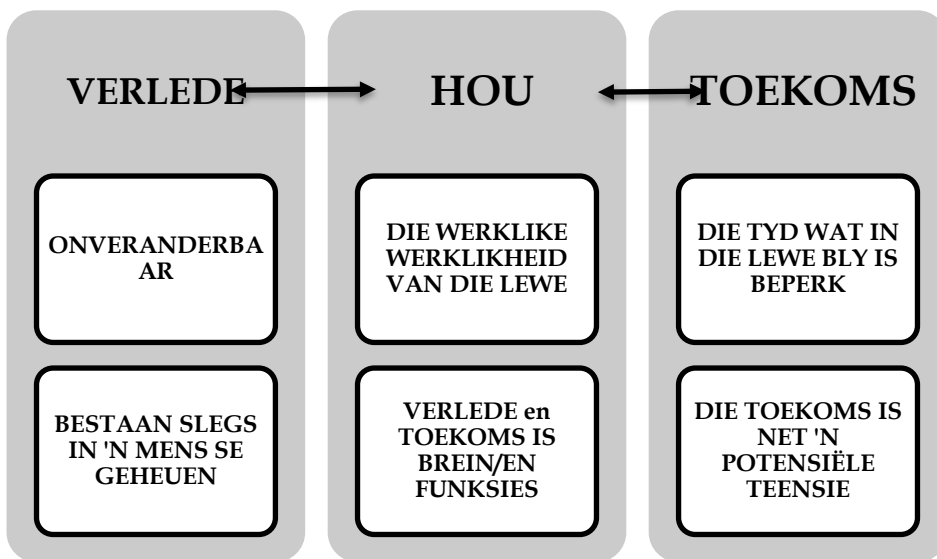 VERLEDE
HOU
TOEKOMS
ONVERANDERBA
AR
DIE WERKLIKE
WERKLIKHEID
VAN DIE LEWE
DIE TYD WAT IN
DIE LEWE BLY IS
BEPERK
BESTAAN SLEGS
IN 'N MENS SE
GEHEUEN
VERLEDE en
TOEKOMS IS
BREIN/EN
FUNKSIES
DIE TOEKOMS IS
NET 'N
POTENSIËLE
TEENSIE